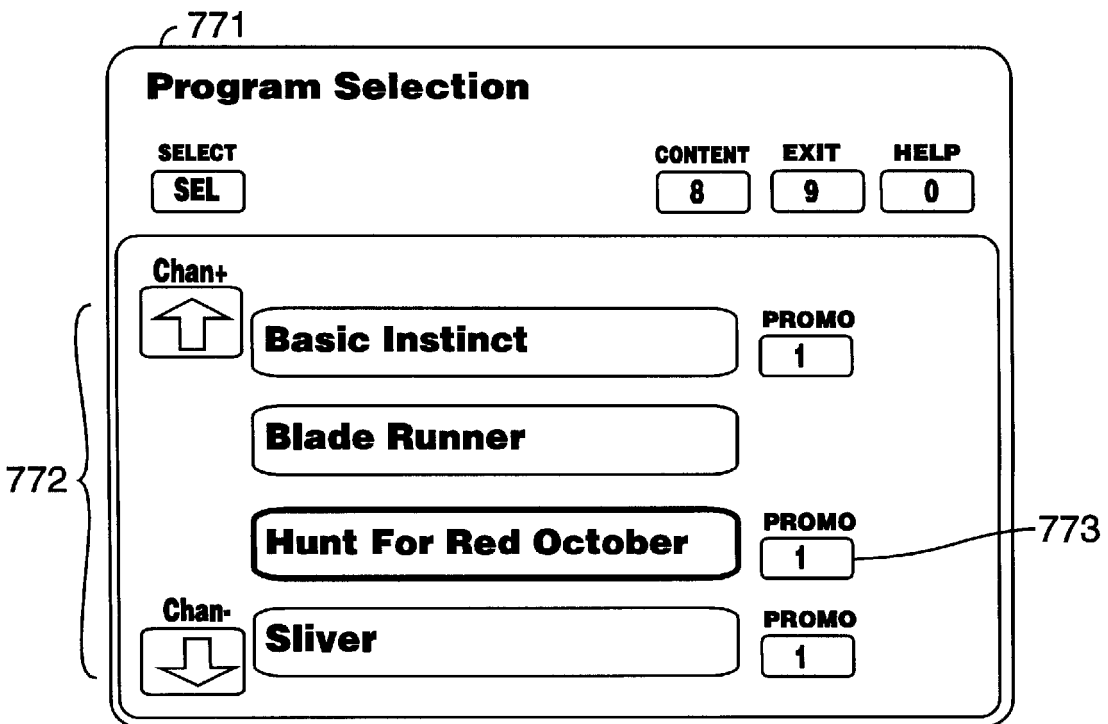 771
Program Selection
SELECT CONTENT EXIT HELP
SEL 8 9 0
Chan+
PROMO
Basic Instinct 1
Blade Runner
772
PROMO
Hunt For Red October 1 773
Chan-
PROMO
Sliver 1